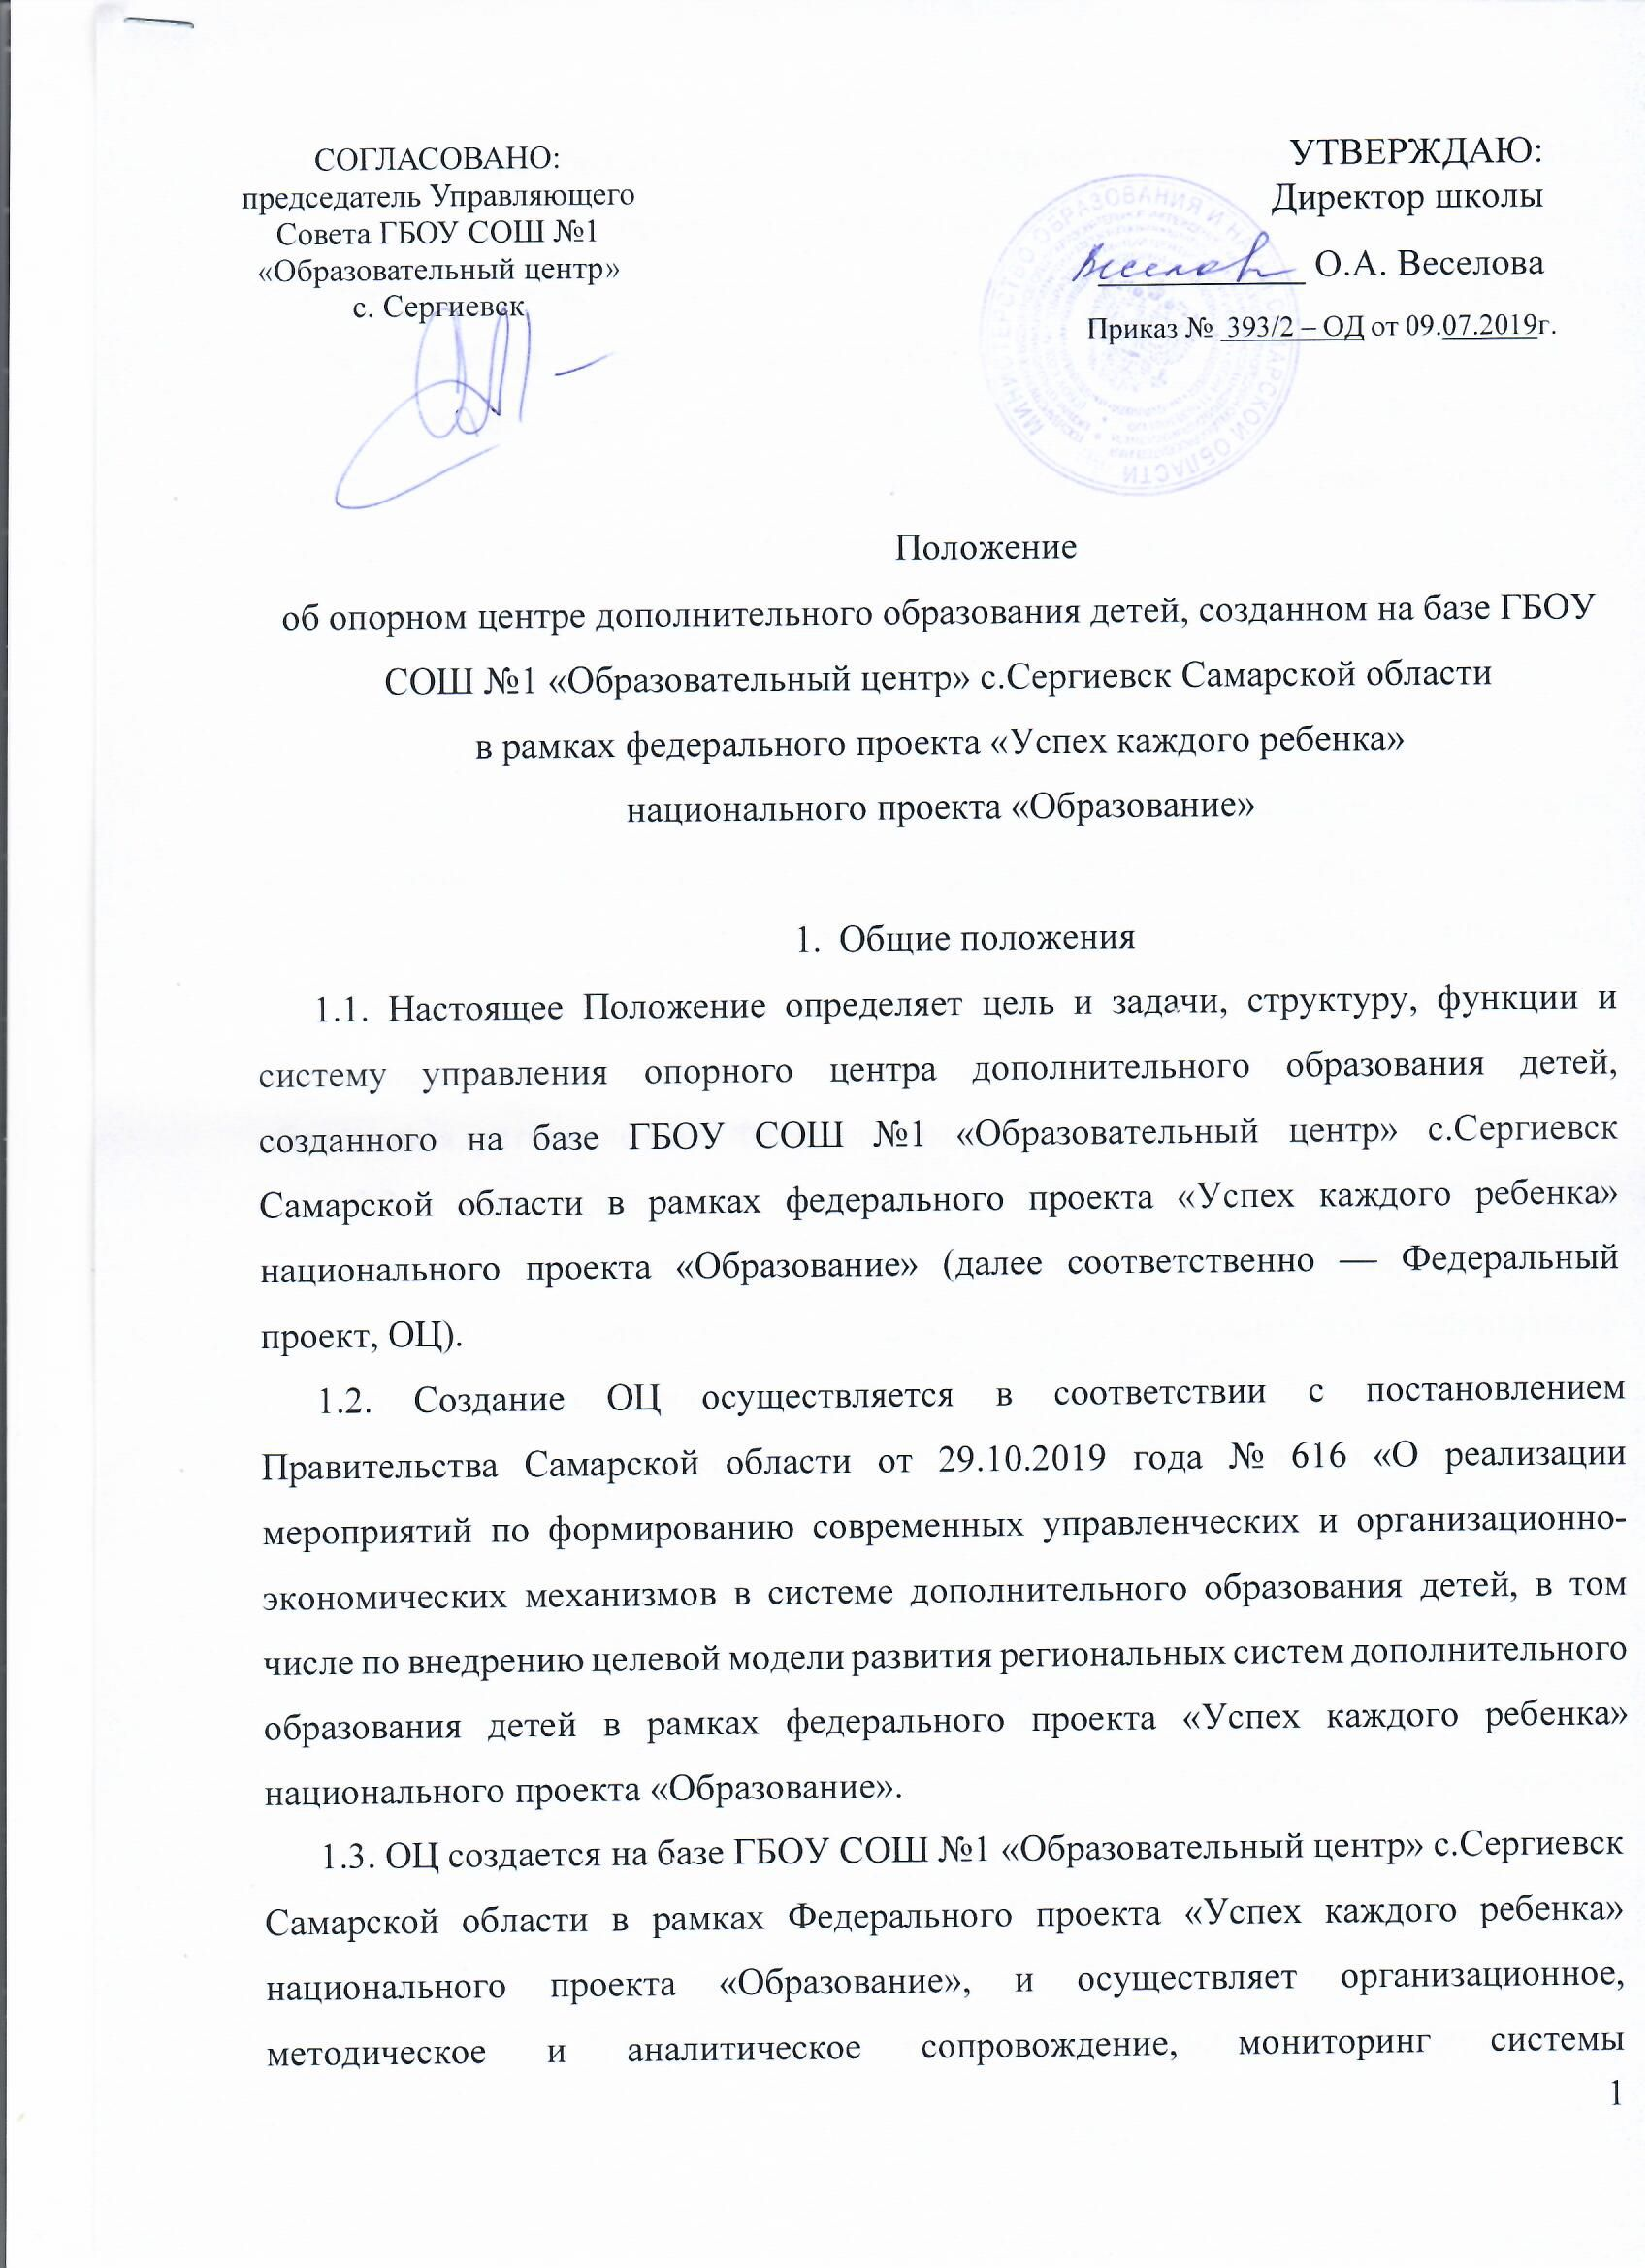 СОГЛАСОВАНО:
председатель Управляющего
Совета ГБОУ СОШ №1
«Образовательный центр»
с. Сергиевск
УТВЕРЖДАЮ:
Директор школы
О.А. Веселова
Приказ № 393/2 – ОД от 09.07.2019г.
МИНИСТЕРСТВО ОБРАЗОВАНИЯ И НА САМАРСКОЙ ОБЛАСТИ
Положение
об опорном центре дополнительного образования детей, созданном на базе ГБОУ
СОШ №1 «Образовательный центр» с.Сергиевск Самарской области
в рамках федерального проекта «Успех каждого ребенка»
национального проекта «Образование»
1. Общие положения
1.1. Настоящее Положение определяет цель и задачи, структуру, функции и
систему управления опорного центра дополнительного образования детей,
созданного на базе ГБОУ СОШ №1 «Образовательный центр» с.Сергиевск
Самарской области в рамках федерального проекта «Успех каждого ребенка»
национального проекта «Образование» (далее соответственно — Федеральный
проект, ОЦ).
1.2. Создание ОЦ осуществляется в соответствии с постановлением
Правительства Самарской области от 29.10.2019 года № 616 «О реализации
мероприятий по формированию современных управленческих и организационно-
экономических механизмов в системе дополнительного образования детей, в том
числе по внедрению целевой модели развития региональных систем дополнительного
образования детей в рамках федерального проекта «Успех каждого ребенка»
национального проекта «Образование».
1.3. ОЦ создается на базе ГБОУ СОШ №1 «Образовательный центр» с.Сергиевск
Самарской области в рамках Федерального проекта «Успех каждого ребенка»
национального проекта «Образование», и осуществляет организационное,
методическое и аналитическое сопровождение, мониторинг системы
1